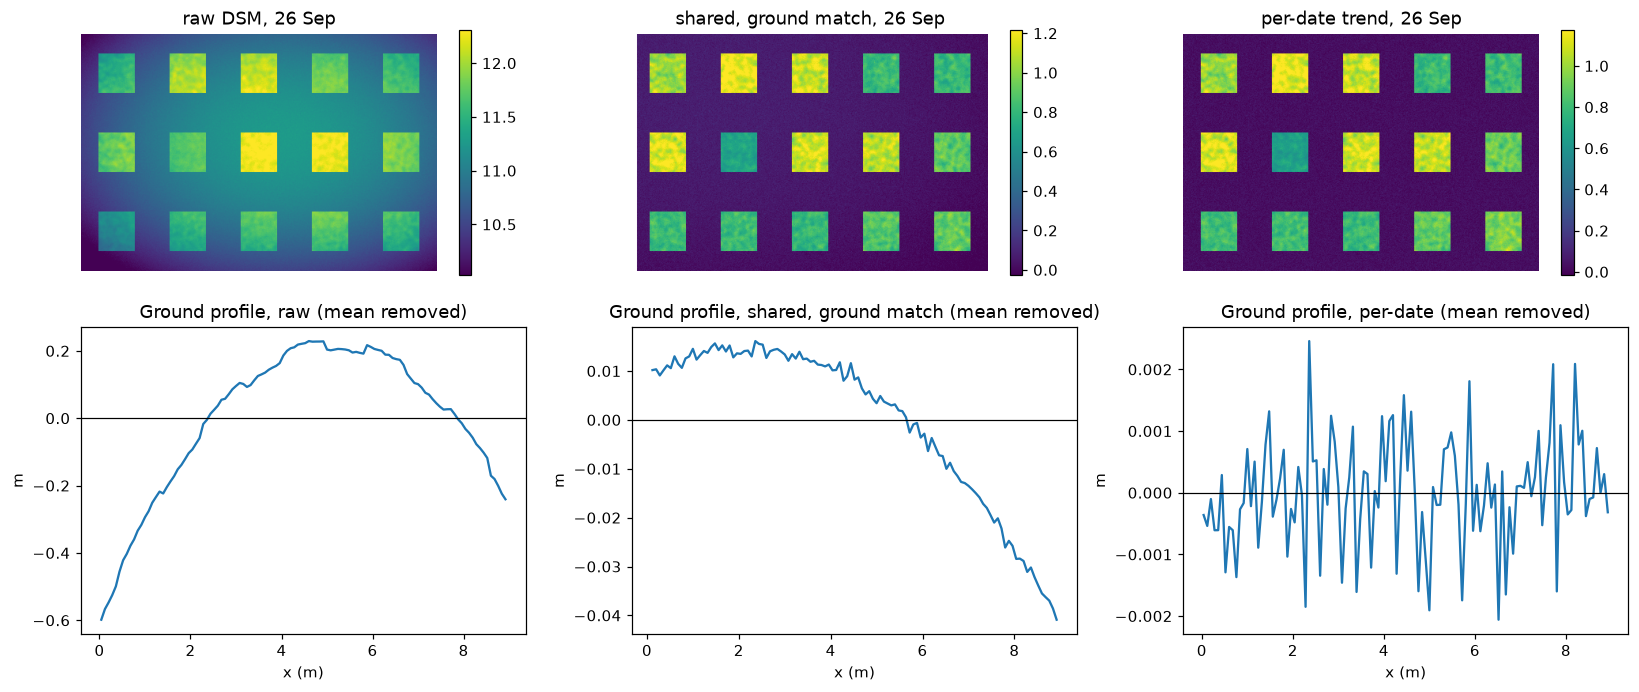 raw DSM, 26 Sep
shared, ground match, 26 Sep
per-date trend, 26 Sep
12.0
11.5
11.0
10.5
1.2
1.0
0.8
0.6
0.4
0.2
0.0
1.0
0.8
0.6
0.4
0.2
0.0
Ground profile, raw (mean removed)
Ground profile, shared, ground match (mean removed)
Ground profile, per-date (mean removed)
0.2
0.0
−0.2
−0.4
−0.6
m
0 2 4 6 8
x (m)
0.01
0.00
−0.01
−0.02
−0.03
−0.04
m
0 2 4 6 8
x (m)
0.002
0.001
0.000
−0.001
−0.002
m
0 2 4 6 8
x (m)